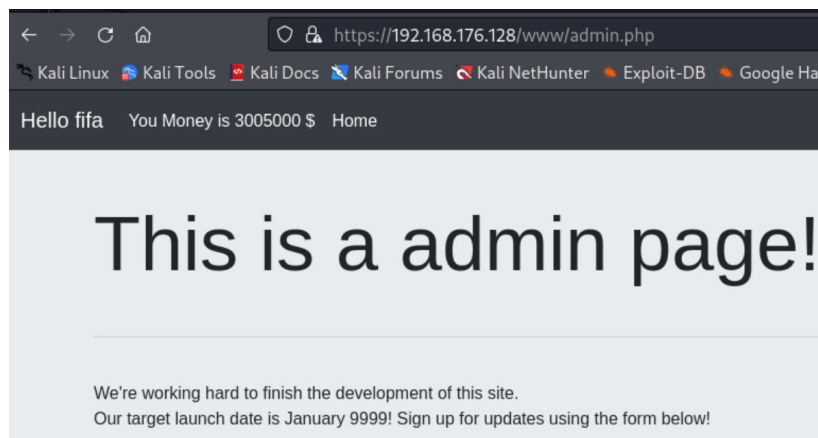 https://192.168.176.128/www/admin.php
Kali Linux Kali Tools Kali Docs Kali Forums Kali NetHunter Exploit-DB Google Ha
Hello fifa You Money is 3005000 $ Home
This is a admin page!
We're working hard to finish the development of this site.
Our target launch date is January 9999! Sign up for updates using the form below!